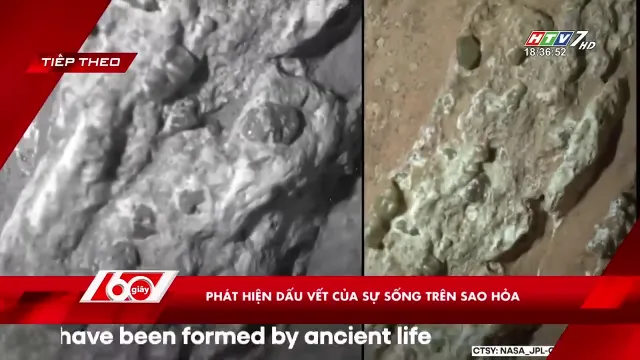 HTV7 HD
18:36:52
TIẾP THEO
60 giây
PHÁT HIỆN DẤU VẾT CỦA SỰ SỐNG TRÊN SAO HỎA
have been formed by ancient life
CTSY: NASA_JPL-C